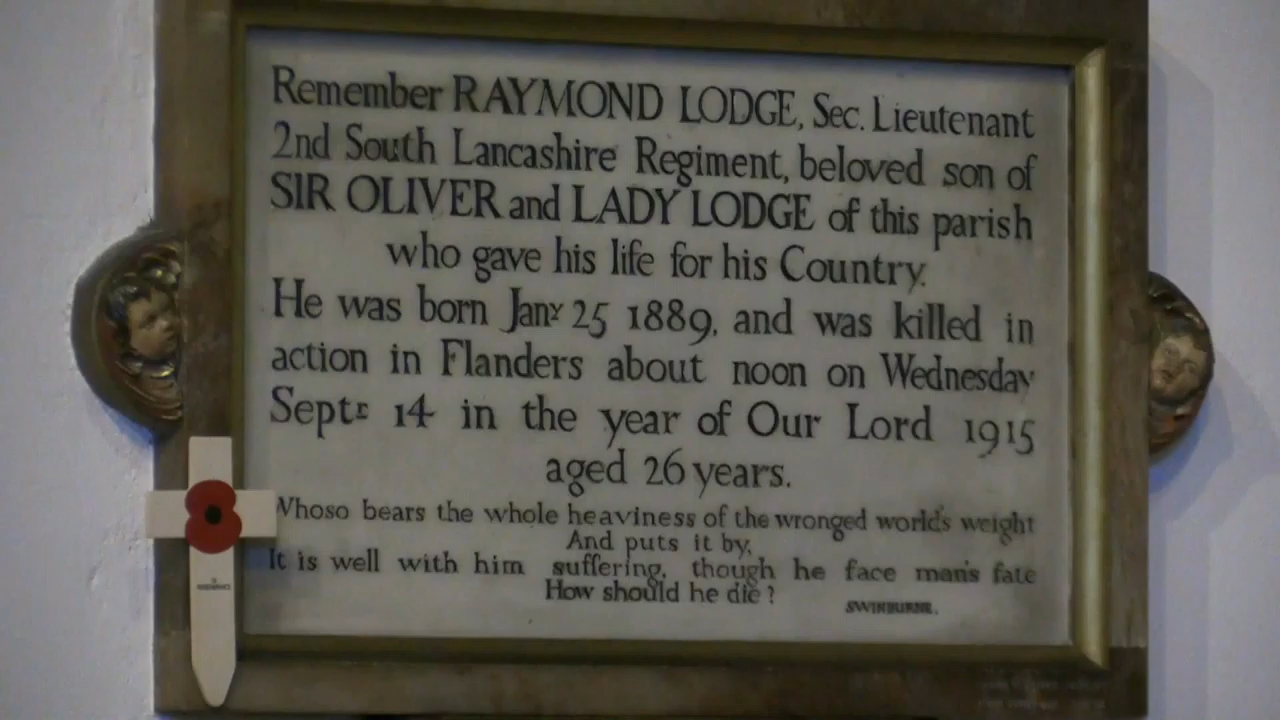 Remember RAYMOND LODGE, Sec. Lieutenant
2nd South Lancashire Regiment, beloved son of
SIR OLIVER and LADY LODGE of this parish
who gave his life for his Country.
He was born Jany 25 1889, and was killed in
action in Flanders about noon on Wednesday
Septr 14 in the year of Our Lord 1915
aged 26 years.
Whoso bears the whole heaviness of the wronged world's weight
And puts it by,
It is well with him suffering, though he face man's fate
How should he die?
SWINBURNE.